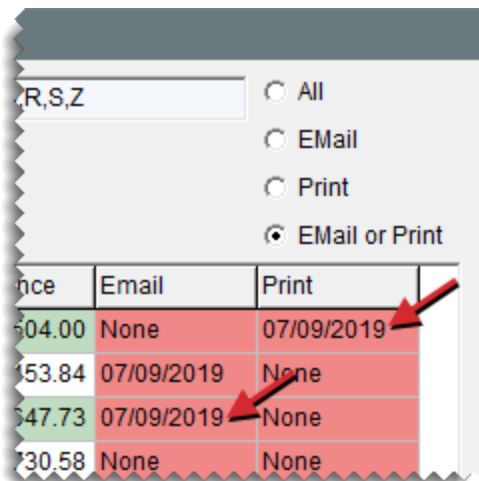 ,R,S,Z
All
EMail
Print
EMail or Print
nce Email Print
604.00 None 07/09/2019
453.84 07/09/2019 None
547.73 07/09/2019 None
730.58 None None